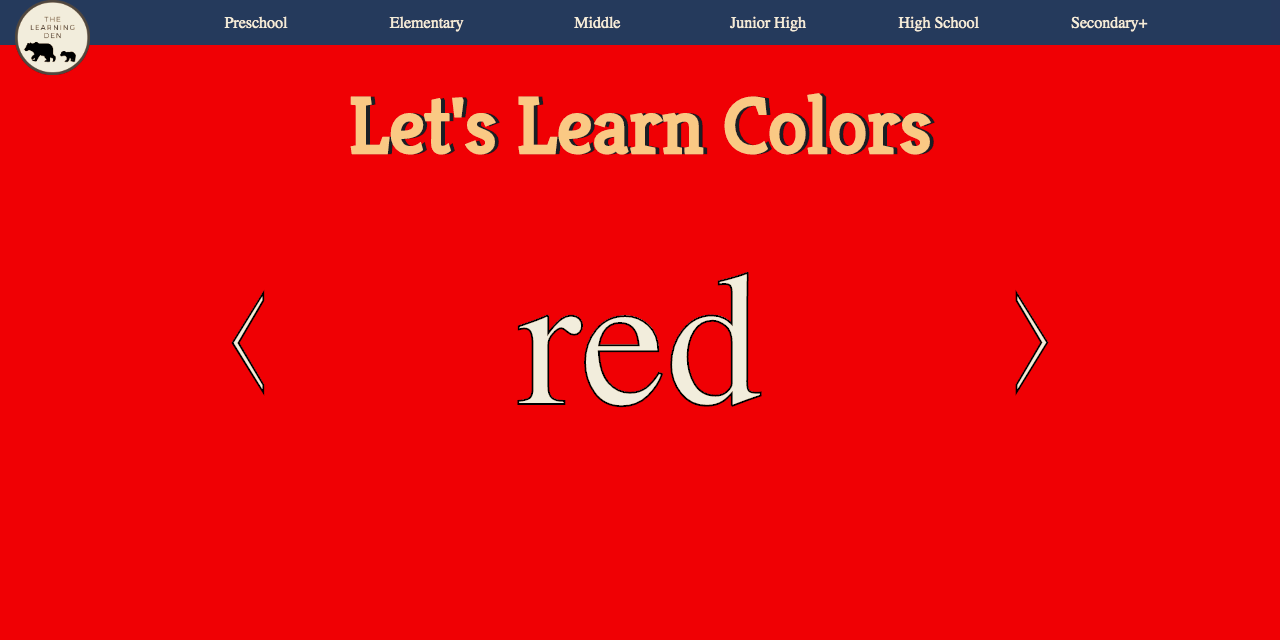 THE
LEARNING
DEN
Preschool Elementary Middle Junior High High School Secondary+
Let's Learn Colors
red